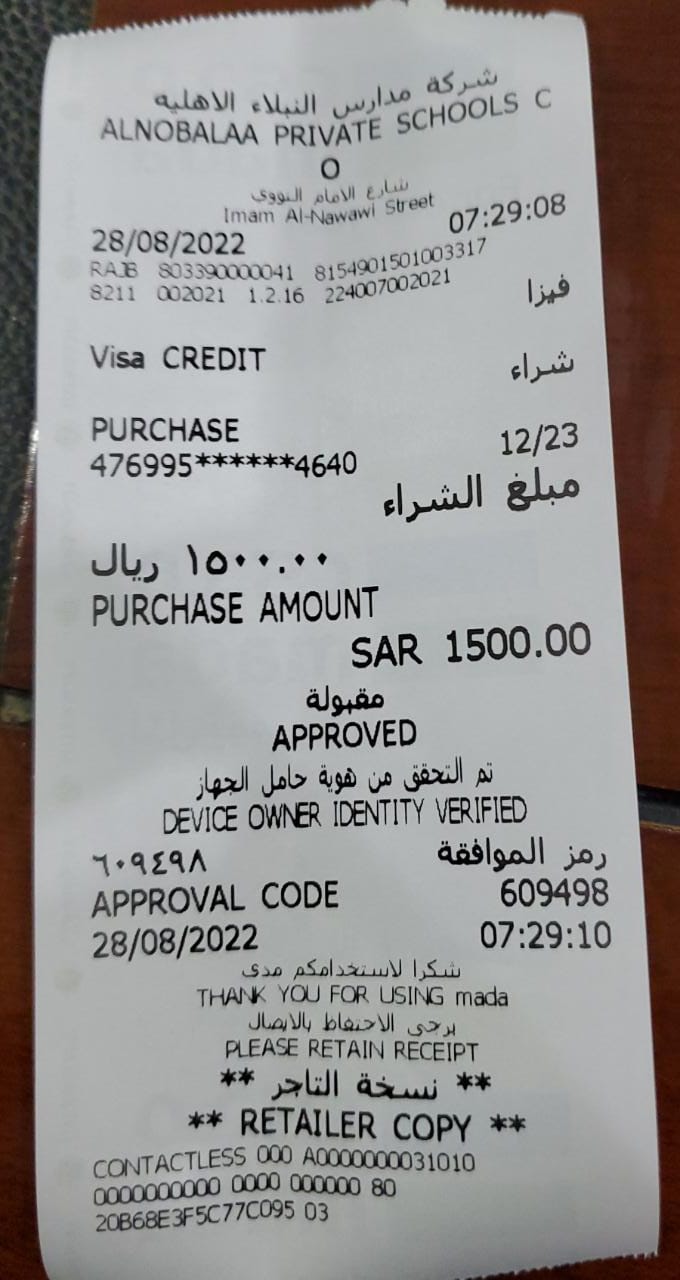 شركة مدارس النبلاء الاهليه
ALNOBALAA PRIVATE SCHOOLS C
O
شارع الامام النووي
Imam Al-Nawawi Street
28/08/2022 07:29:08
RAJB 803390000041 8154901501003317
8211 002021 1.2.16 224007002021
فيزا
Visa CREDIT
شراء
PURCHASE
476995******4640 12/23
مبلغ الشراء
١٥٠٠.٠٠ ريال
PURCHASE AMOUNT
SAR 1500.00
مقبولة
APPROVED
تم التحقق من هوية حامل الجهاز
DEVICE OWNER IDENTITY VERIFIED
رمز الموافقة ٦٠٩٤٩٨
APPROVAL CODE 609498
28/08/2022 07:29:10
شكرا لاستخدامكم مدى
THANK YOU FOR USING mada
يرجى الاحتفاظ بالايصال
PLEASE RETAIN RECEIPT
** نسخة التاجر **
** RETAILER COPY **
CONTACTLESS 000 A0000000031010
0000000000 0000 000000 80
20B68E3F5C77C095 03